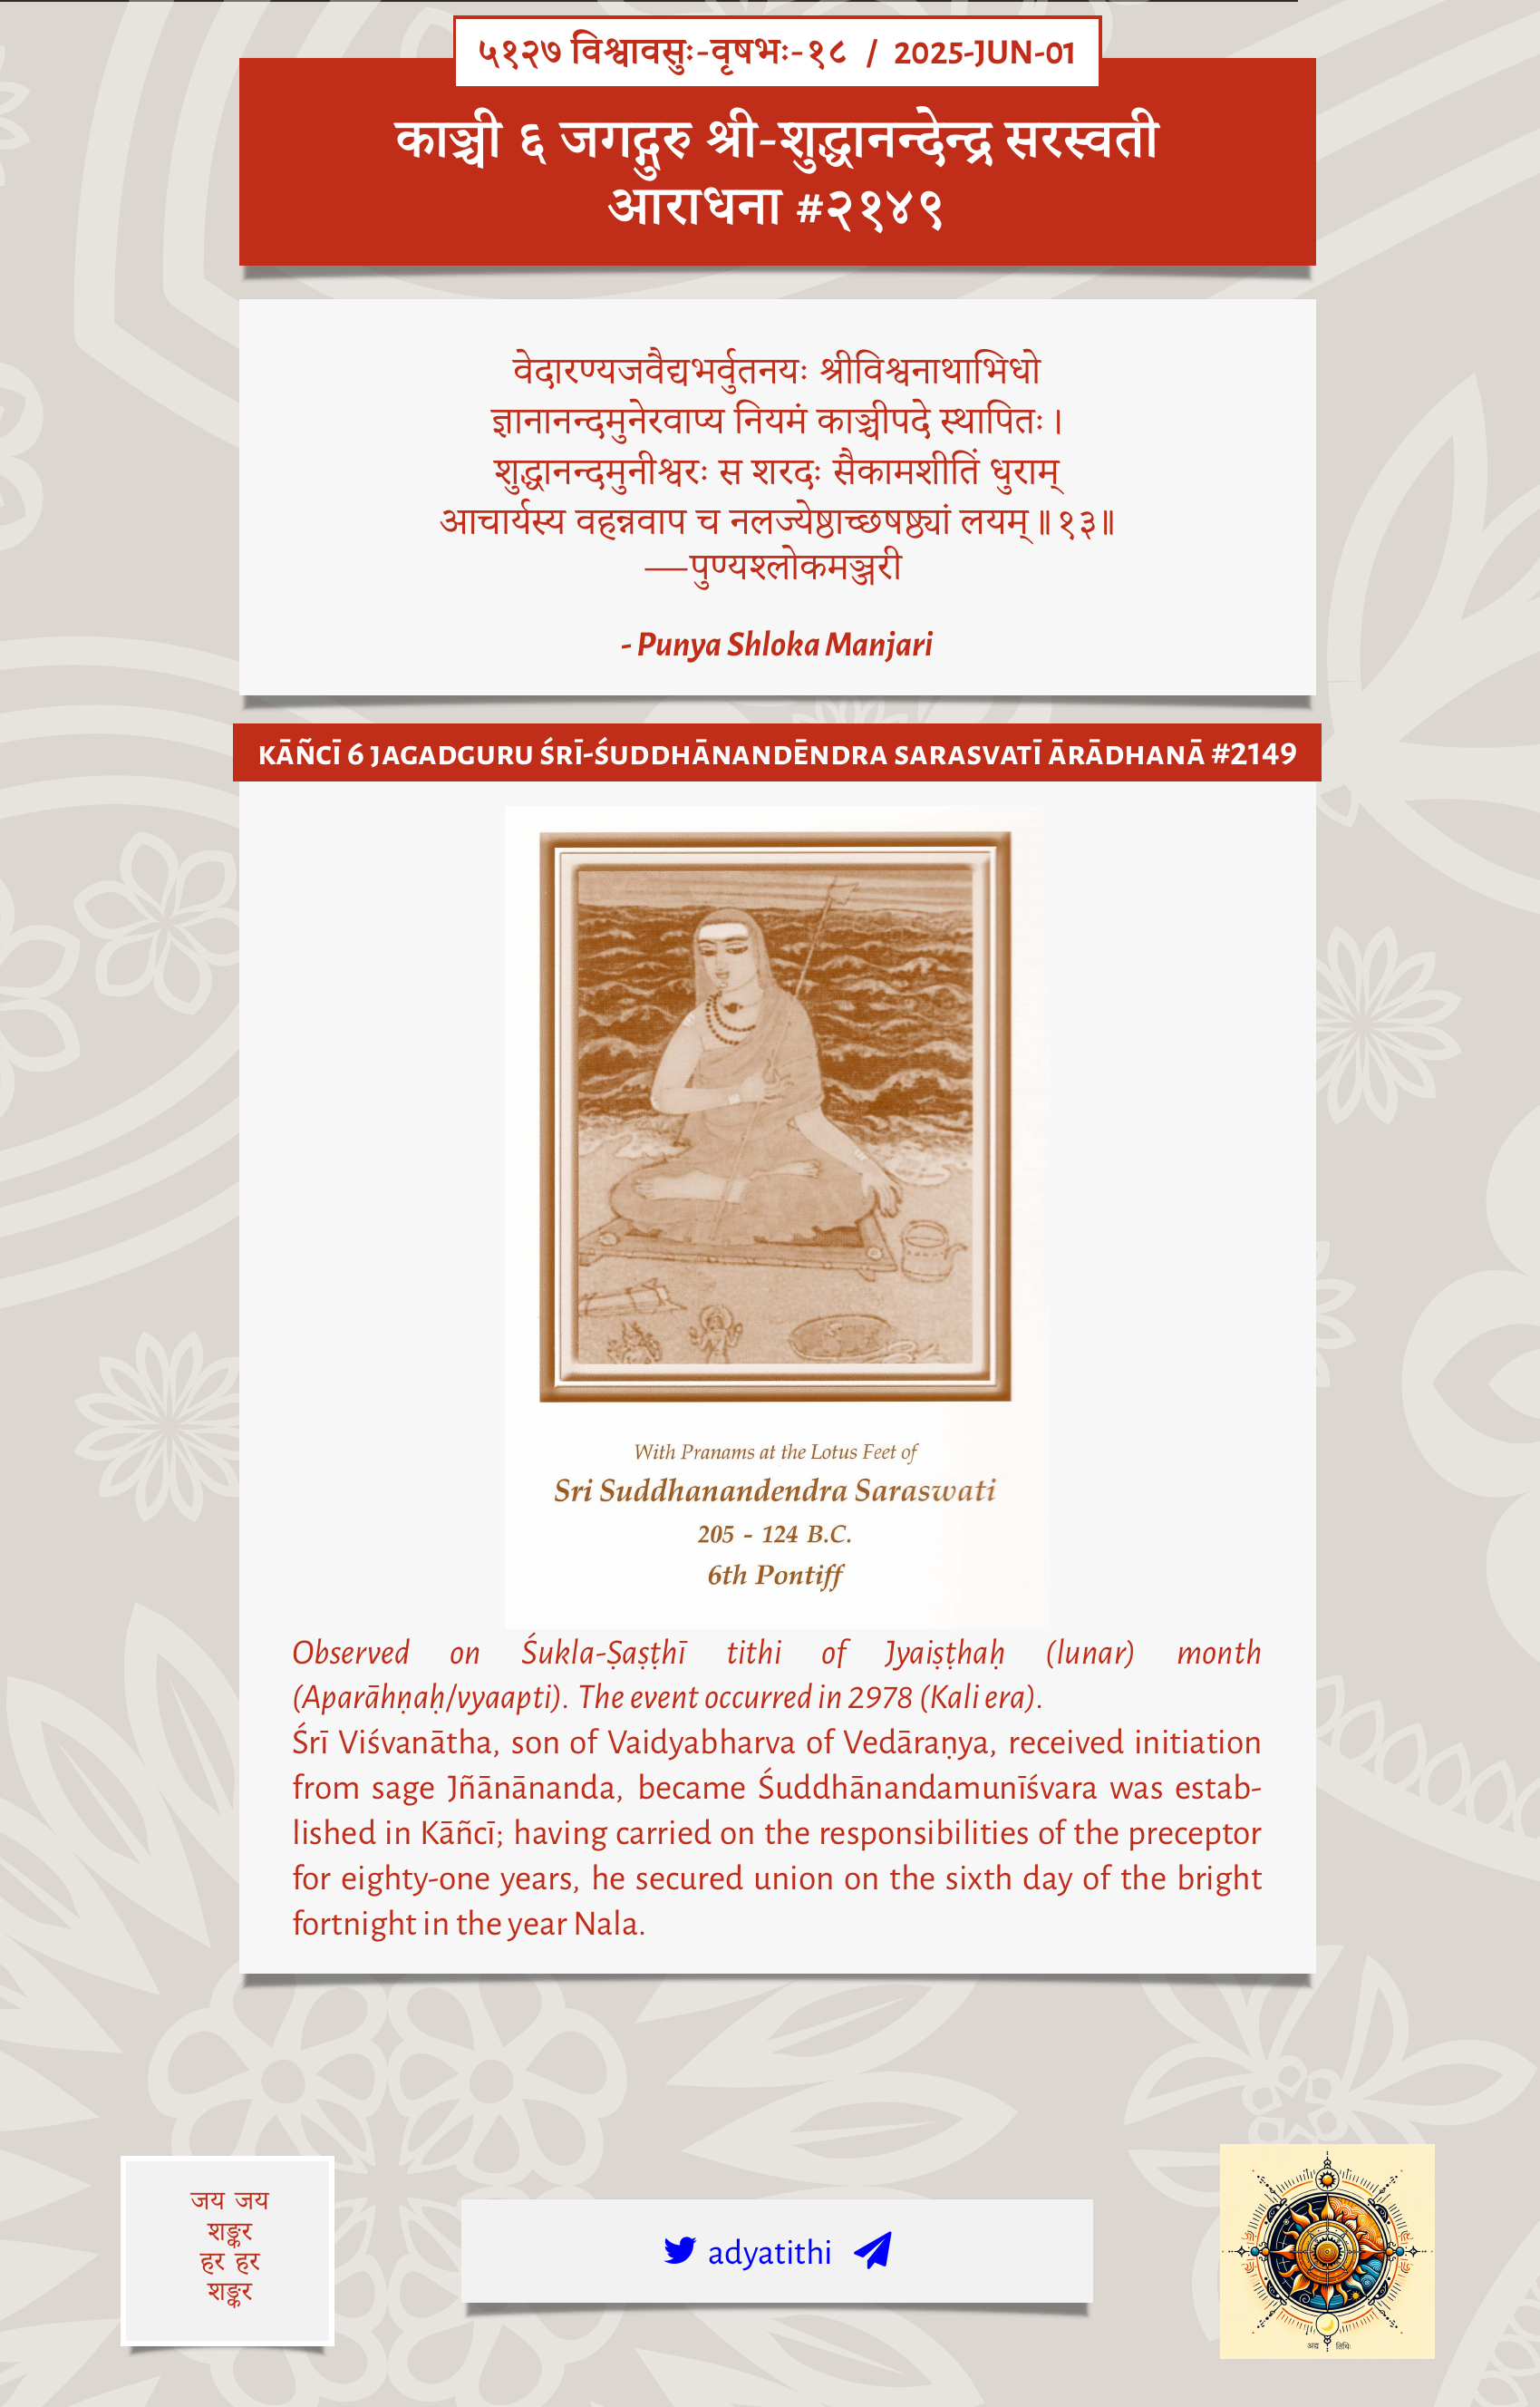 ५१२७ विश्वावसुः-वृषभः-१८ / 2025-JUN-01
काञ्ची ६ जगद्गुरु श्री-शुद्धानन्देन्द्र सरस्वती
आराधना #२१४९
वेदारण्यजवैद्यभर्वुतनयः श्रीविश्वनाथाभिधो
ज्ञानानन्दमुनेरवाप्य नियमं काञ्चीपदे स्थापितः।
शुद्धानन्दमुनीश्वरः स शरदः सैकामशीतिं धुराम्
आचार्यस्य वहन्नवाप च नलज्येष्ठाच्छषष्ठ्यां लयम्॥१३॥
—पुण्यश्लोकमञ्जरी
- Punya Shloka Manjari
KĀÑCĪ 6 JAGADGURU ŚRĪ-ŚUDDHĀNANDĒNDRA SARASVATĪ ĀRĀDHANĀ #2149
With Pranams at the Lotus Feet of
Sri Suddhanandendra Saraswati
205 - 124 B.C.
6th Pontiff
Observed on Śukla-Ṣaṣṭhī tithi of Jyaiṣṭhaḥ (lunar) month
(Aparāhṇaḥ/vyaapti). The event occurred in 2978 (Kali era).
Śrī Viśvanātha, son of Vaidyabharva of Vedāraṇya, received initiation
from sage Jñānānanda, became Śuddhānandamunīśvara was estab-
lished in Kāñcī; having carried on the responsibilities of the preceptor
for eighty-one years, he secured union on the sixth day of the bright
fortnight in the year Nala.
जय जय
शङ्कर
हर हर
शङ्कर
adyatithi
अद्य तिथिः